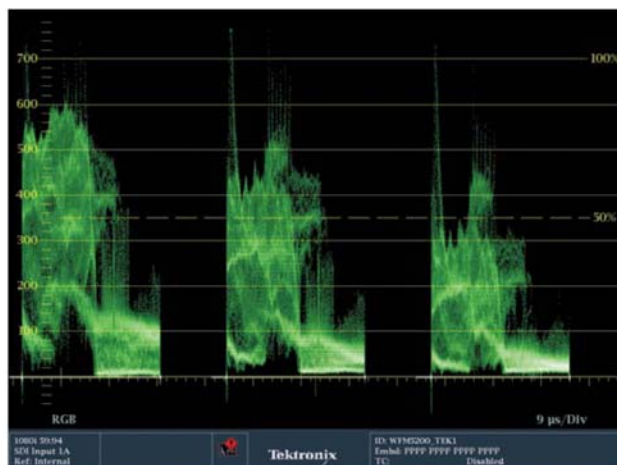 700
100%
600
500
400
50%
300
200
100
RGB
9 µs/Div
1080i 59.94
SDI Input 1A
Ref: Internal
Tektronix
ID: WFM5200_TEK1
Embd: PPPP PPPP PPPP PPPP
TC: Disabled